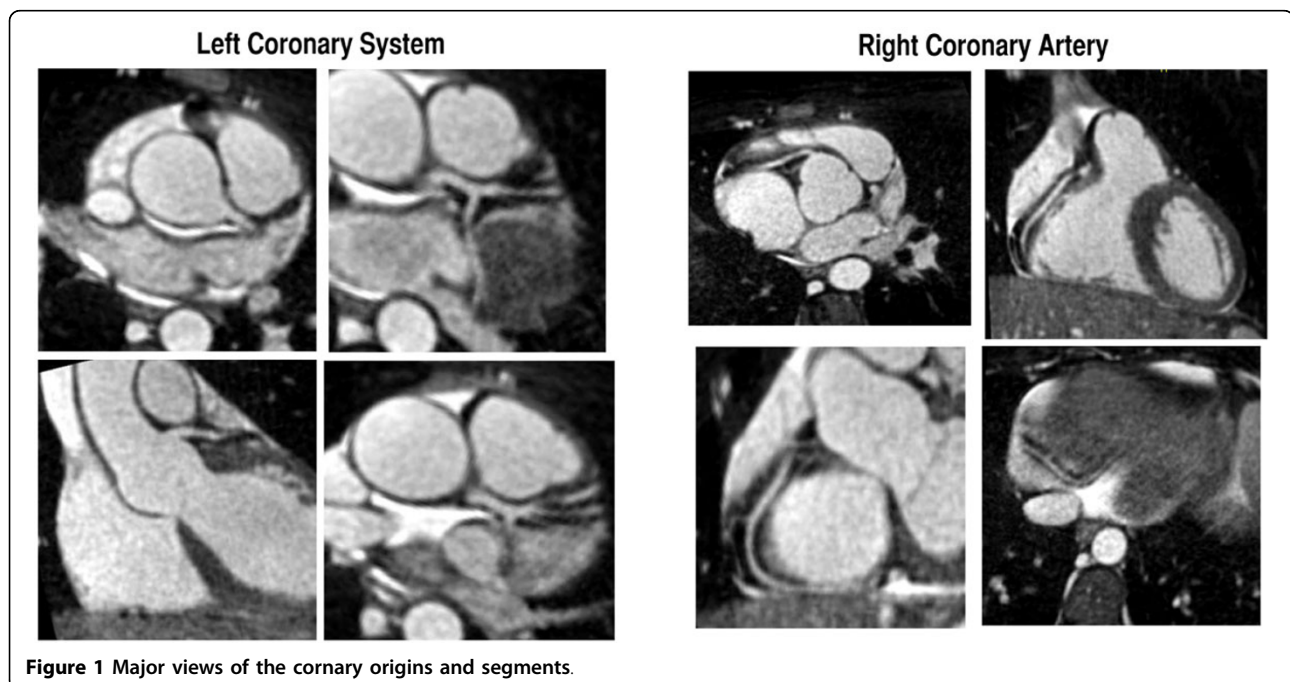 Left Coronary System
Right Coronary Artery
Figure 1 Major views of the cornary origins and segments.